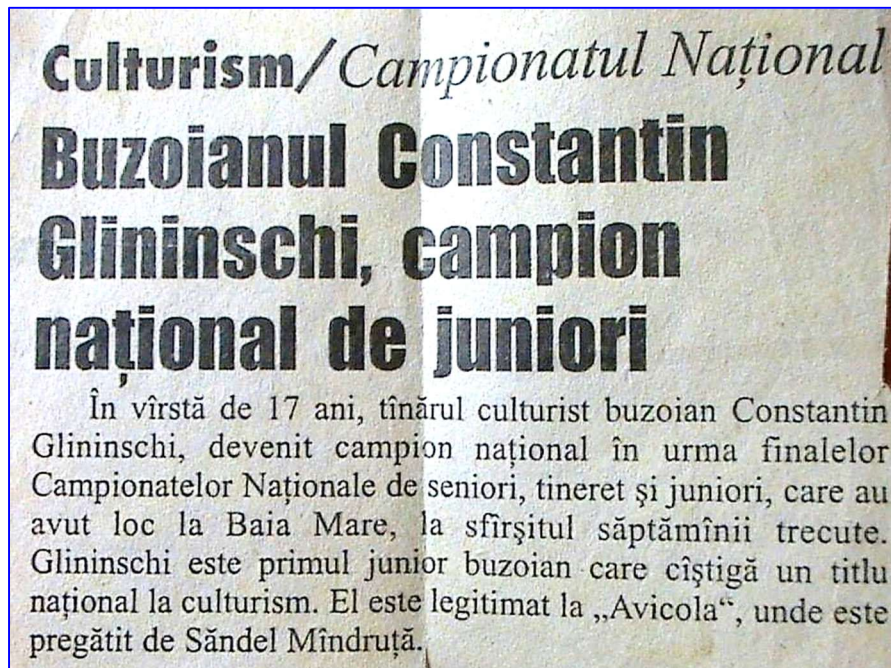 Culturism/Campionatul Național
Buzoianul Constantin
Glininschi, campion
național de juniori
În vîrstă de 17 ani, tînărul culturist buzoian Constantin
Glininschi, devenit campion național în urma finalelor
Campionatelor Naționale de seniori, tineret și juniori, care au
avut loc la Baia Mare, la sfîrșitul săptămînii trecute.
Glininschi este primul junior buzoian care cîștigă un titlu
național la culturism. El este legitimat la „Avicola“, unde este
pregătit de Săndel Mîndruță.